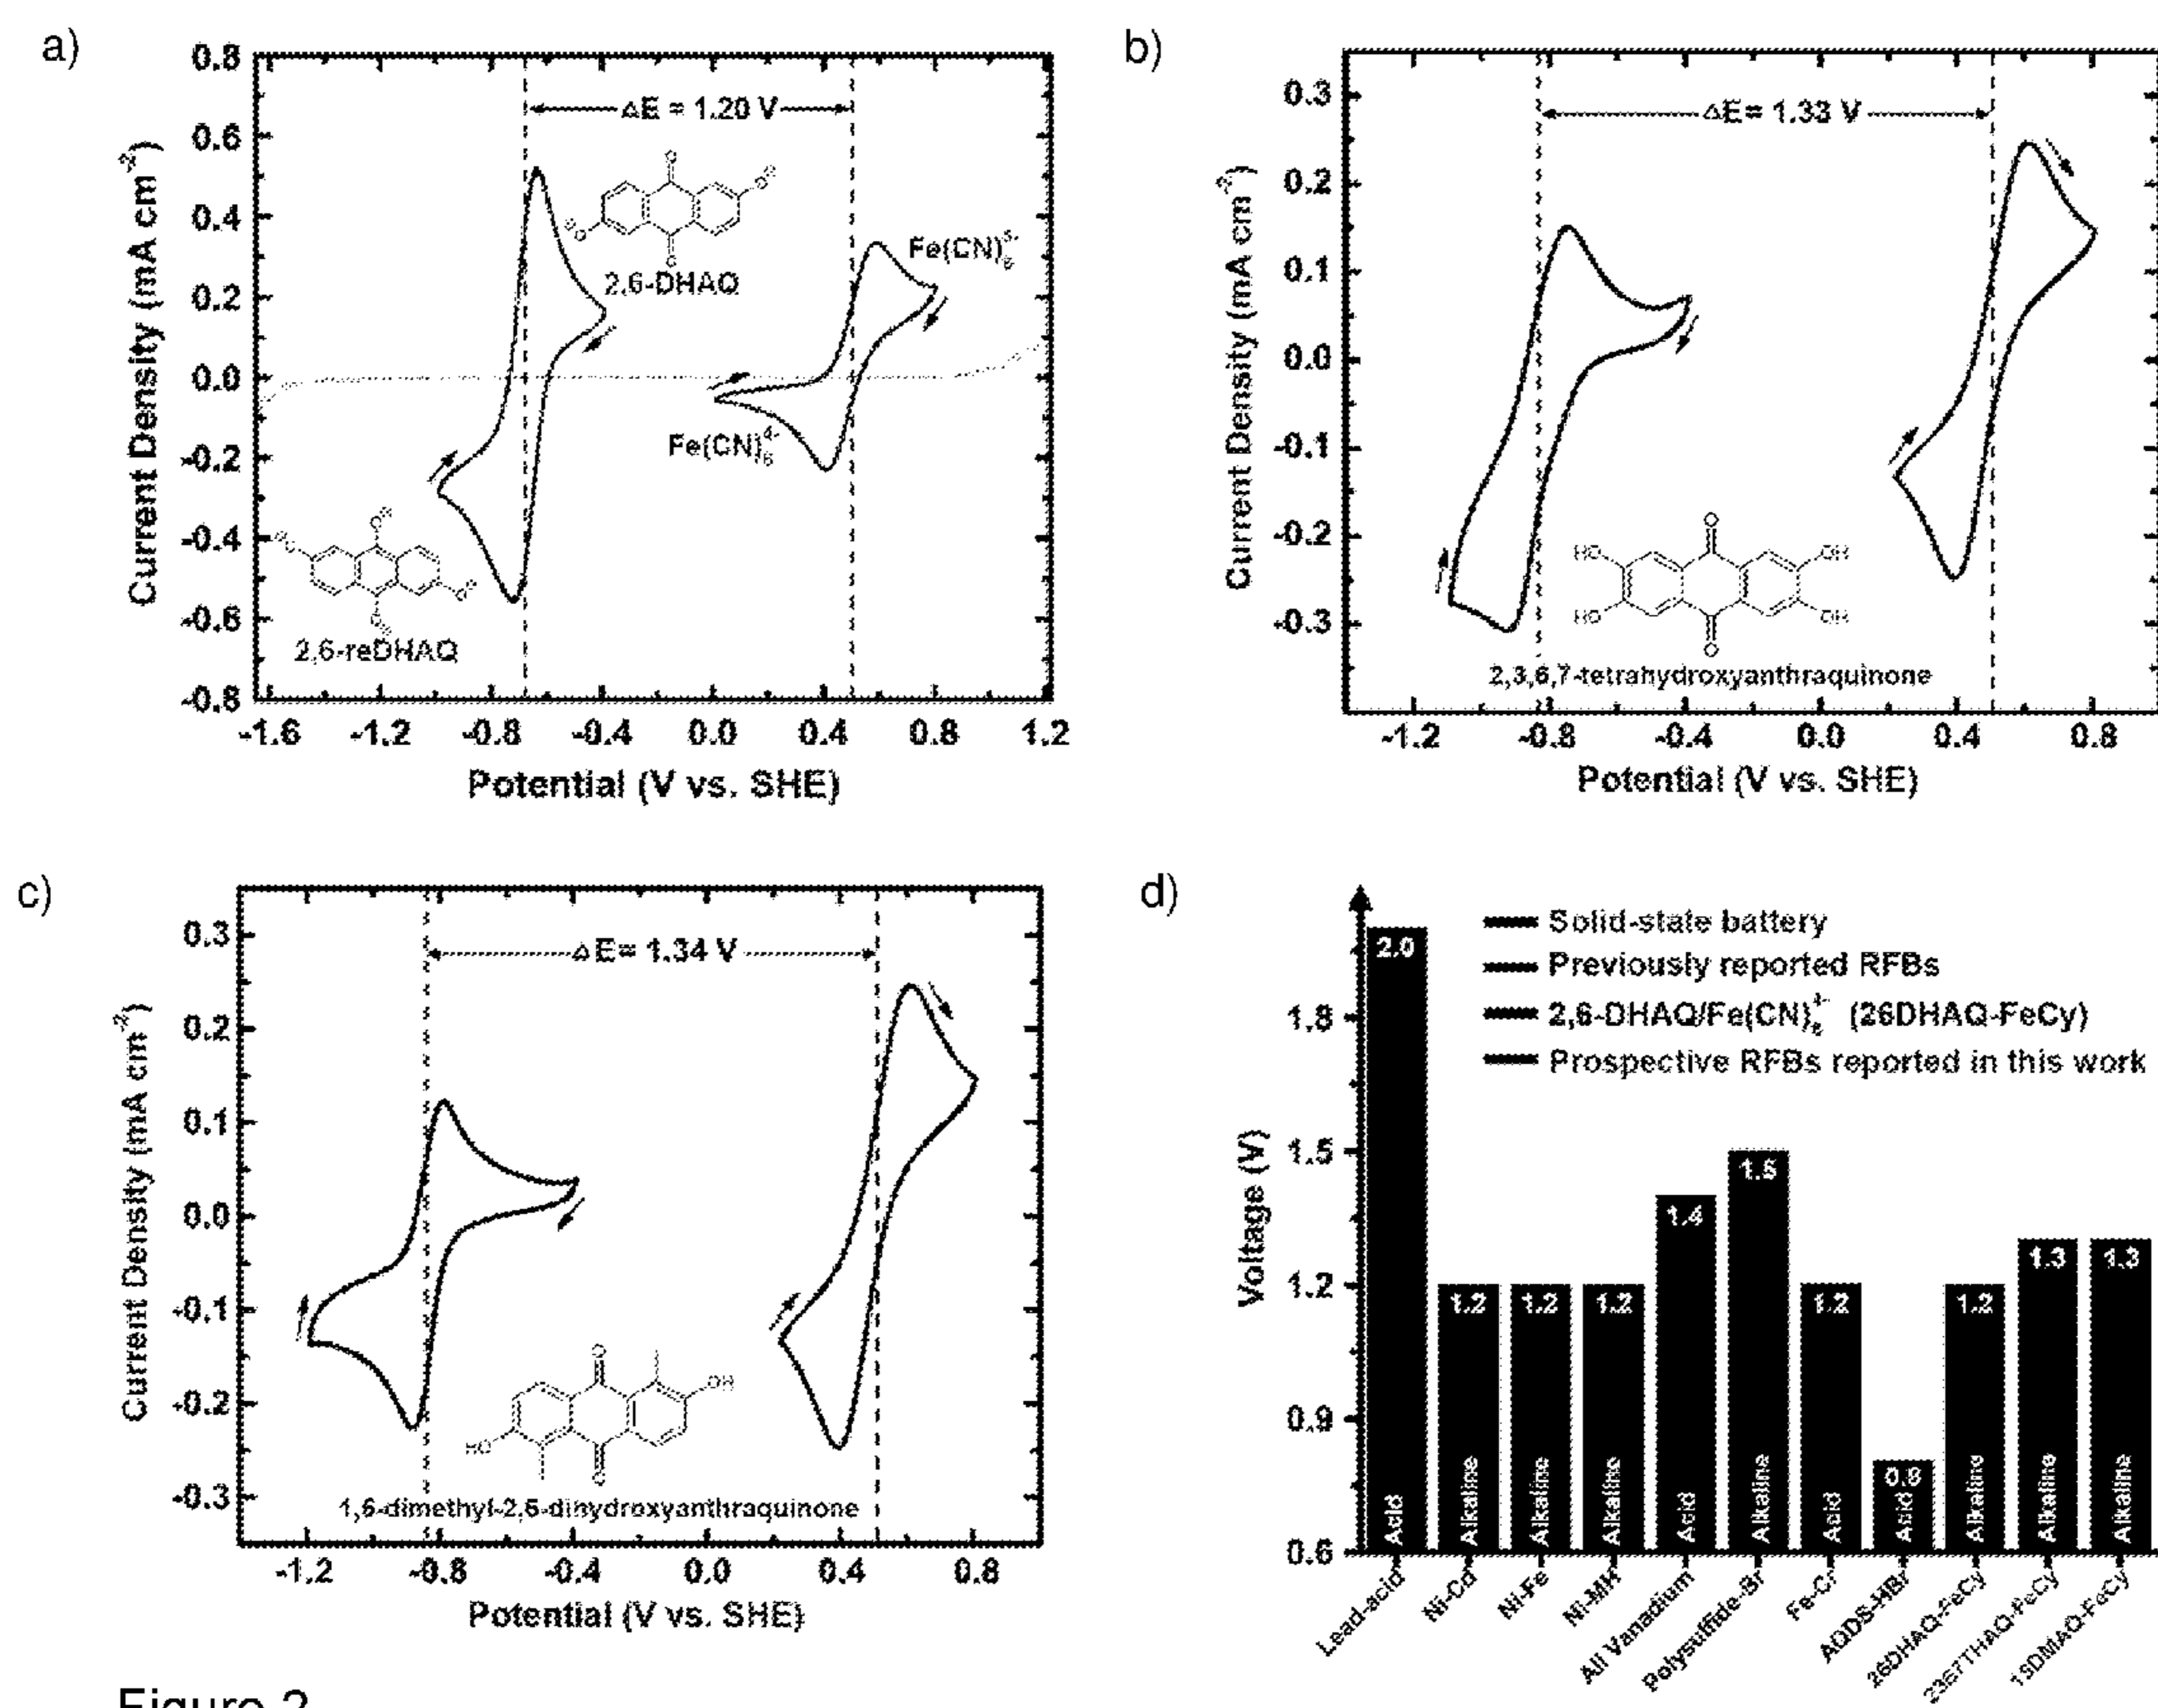 a)
0.8
0.6
0.4
0.2
0.0
-0.2
-0.4
-0.6
-0.8
Current Density (mA cm-2)
ΔE = 1.20 V
2,6-DHAQ
Fe(CN)
Fe(CN)6 4-
2,6-reDHAQ
-1.6 -1.2 -0.8 -0.4 0.0 0.4 0.8 1.2
Potential (V vs. SHE)
b)
0.3
0.2
0.1
0.0
-0.1
-0.2
-0.3
Current Density (mA cm-2)
ΔE= 1.33 V
HO OH
HO OH
2,3,6,7-tetrahydroxyanthraquinone
-1.2 -0.8 -0.4 0.0 0.4 0.8
Potential (V vs. SHE)
c)
0.3
0.2
0.1
0.0
-0.1
-0.2
-0.3
Current Density (mA cm-2)
ΔE= 1.34 V
O
OH
HO
O
-dimethyl-2,6-dihydroxyanthraquinone
-1.2 -0.8 -0.4 0.0 0.4 0.8
Potential (V vs. SHE)
d)
Solid-state battery
Previously reported RFBs
2,6-DHAQ/Fe(CN)6 4- (26DHAQ-FeCy)
Prospective RFBs reported in this work
1.8
1.5
1.2
0.9
0.6
Voltage (V)
2.0 1.2 1.2 1.2 1.4 1.5 1.2 0.8 1.2 1.3 1.3
Acid Alkaline Alkaline Alkaline Acid Alkaline Acid Acid Alkaline Alkaline Alkaline
Lead-acid Ni-Cd Ni-Fe Ni-MH All Vanadium Polysulfide-Br Fe-Cr AQDS-HBr 26DHAQ-FeCy 2367THAQ-FeCy 15DMAQ-FeCy
Figure 2